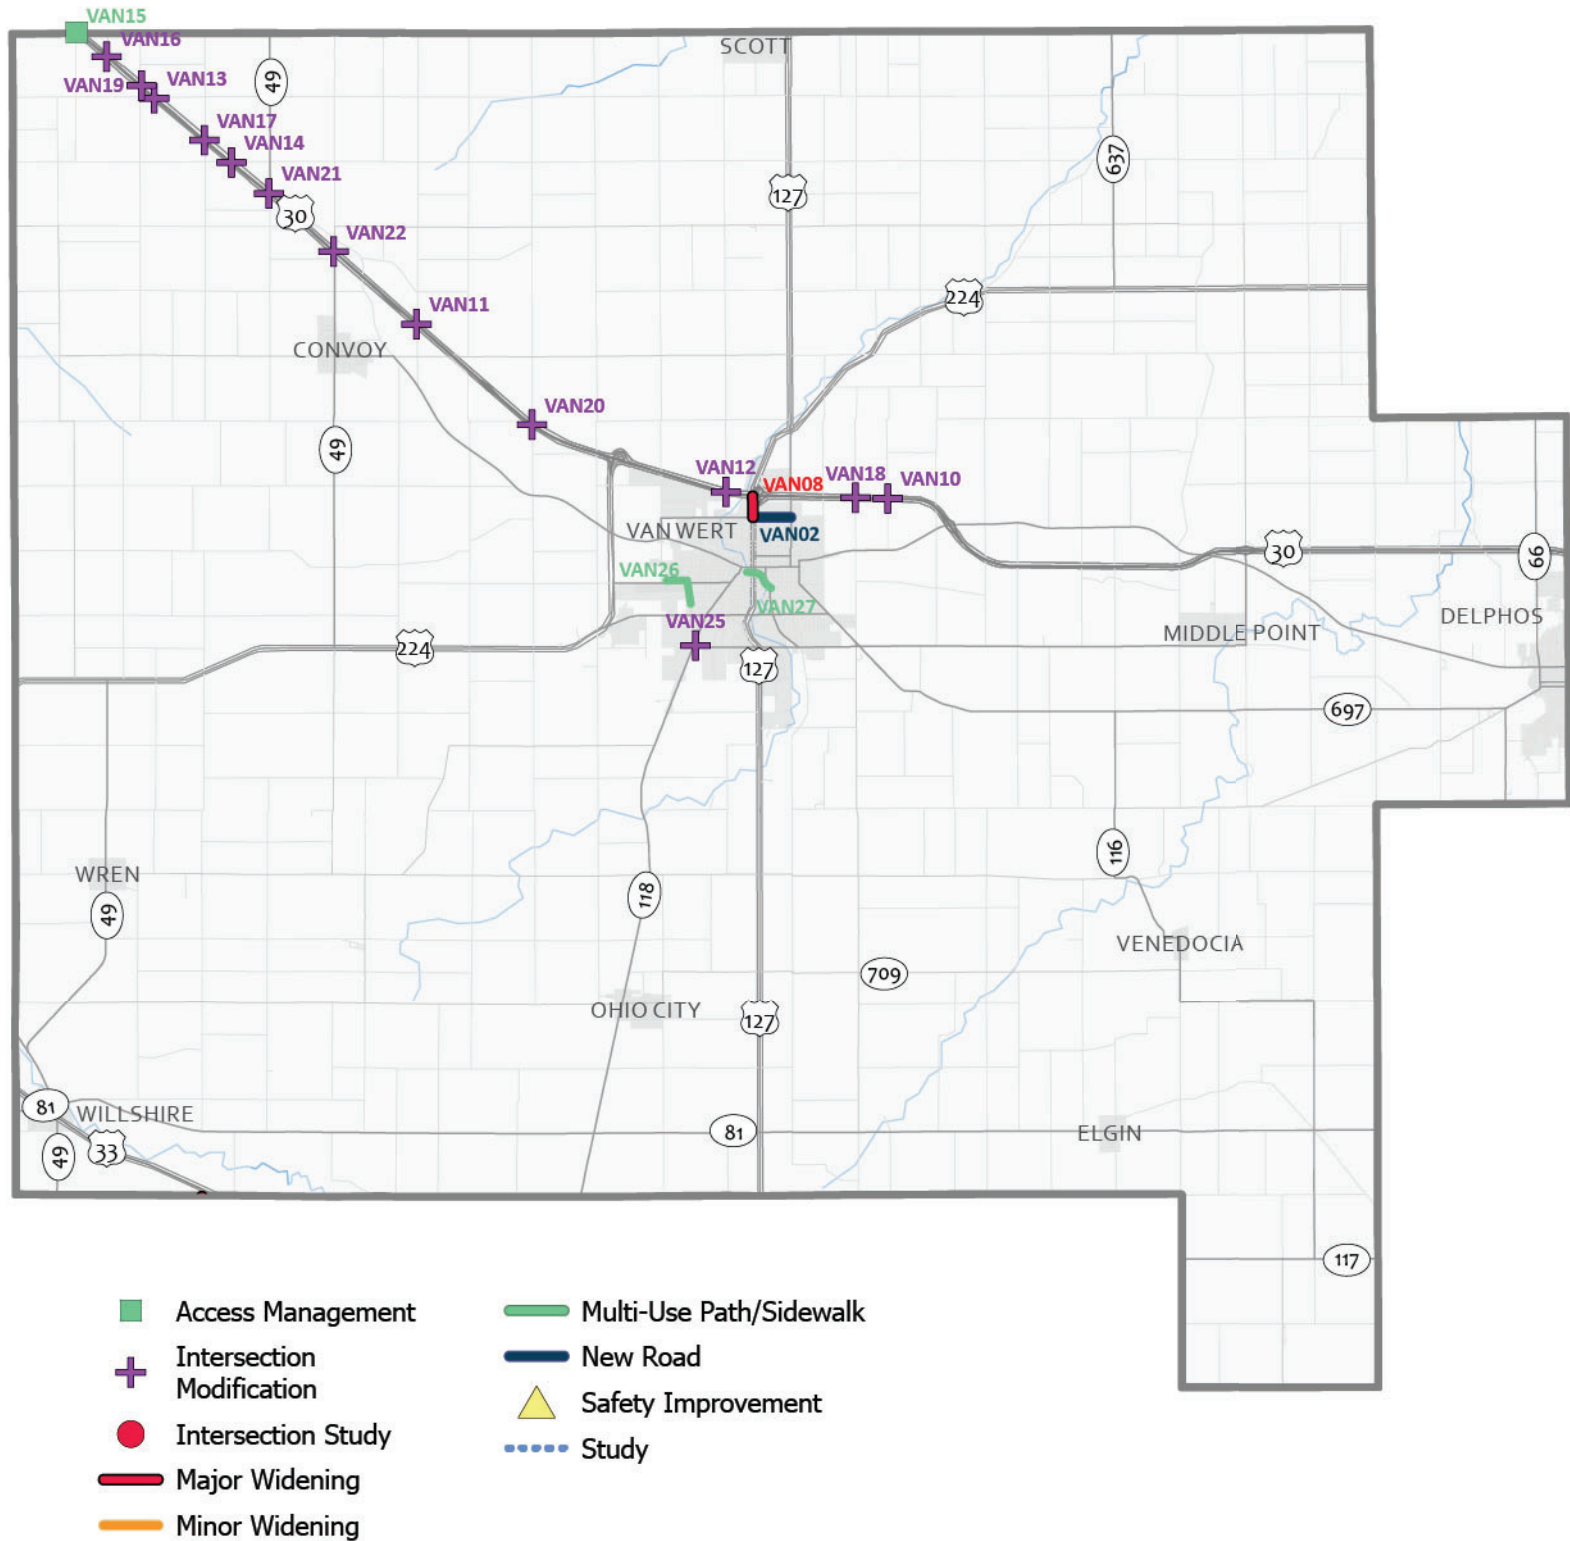 VAN15
VAN16
SCOTT
VAN19
VAN13
49
VAN17
VAN14
637
VAN21
127
30
VAN22
224
VAN11
CONVOY
VAN20
49
VAN12
VAN08
VAN18
VAN10
VAN WERT
VAN02
30
66
VAN26
VAN27
VAN25
DELPHOS
MIDDLE POINT
224
127
697
116
WREN
118
49
VENEDOCIA
709
OHIO CITY
127
81
WILLSHIRE
81
ELGIN
33
49
117
Access Management
Intersection
Modification
Intersection Study
Major Widening
Minor Widening
Multi-Use Path/Sidewalk
New Road
Safety Improvement
Study